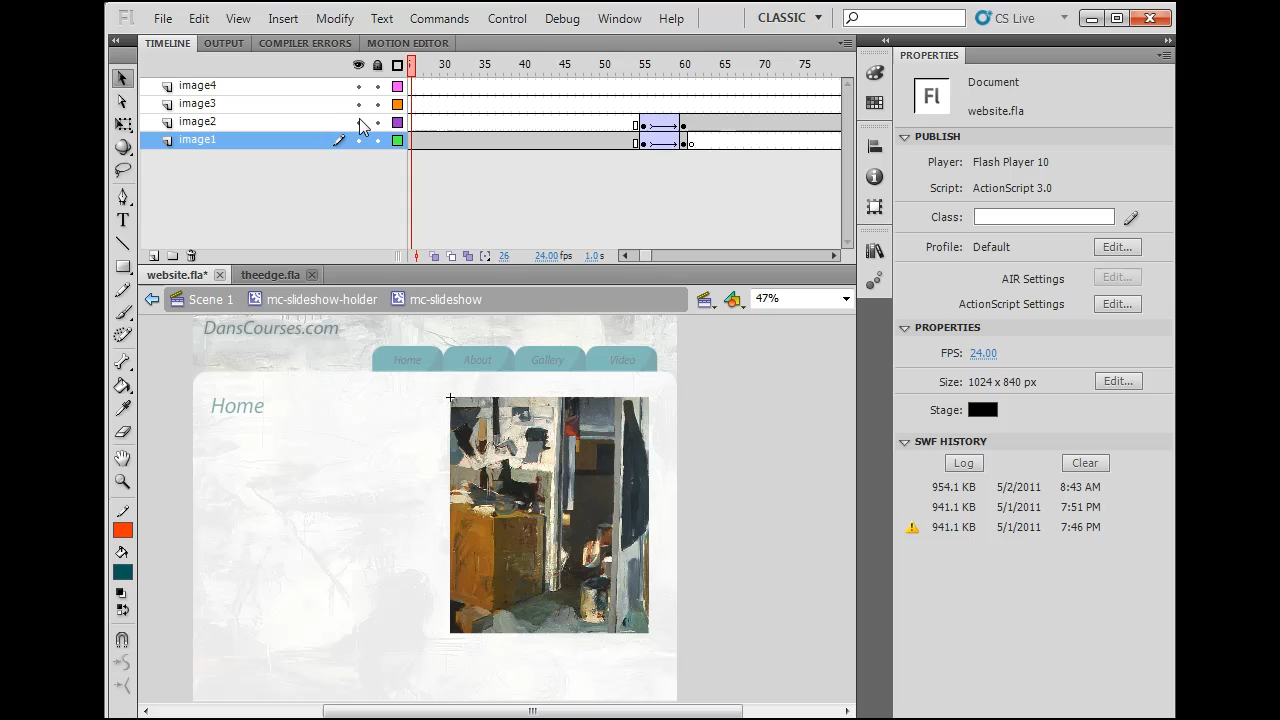 Fl File Edit View Insert Modify Text Commands Control Debug Window Help CLASSIC CS Live
TIMELINE OUTPUT COMPILER ERRORS MOTION EDITOR
30 35 40 45 50 55 60 65 70 75
image4
image3
image2
image1
26 24.00 fps 1.0 s
website.fla* theedge.fla
Scene 1 mc-slideshow-holder mc-slideshow 47%
DansCourses.com
Home About Gallery Video
Home
PROPERTIES
Fl Document
website.fla
PUBLISH
Player: Flash Player 10
Script: ActionScript 3.0
Class:
Profile: Default Edit...
AIR Settings Edit...
ActionScript Settings Edit...
PROPERTIES
FPS: 24.00
Size: 1024 x 840 px Edit...
Stage:
SWF HISTORY
Log Clear
954.1 KB 5/2/2011 8:43 AM
941.1 KB 5/1/2011 7:51 PM
941.1 KB 5/1/2011 7:46 PM